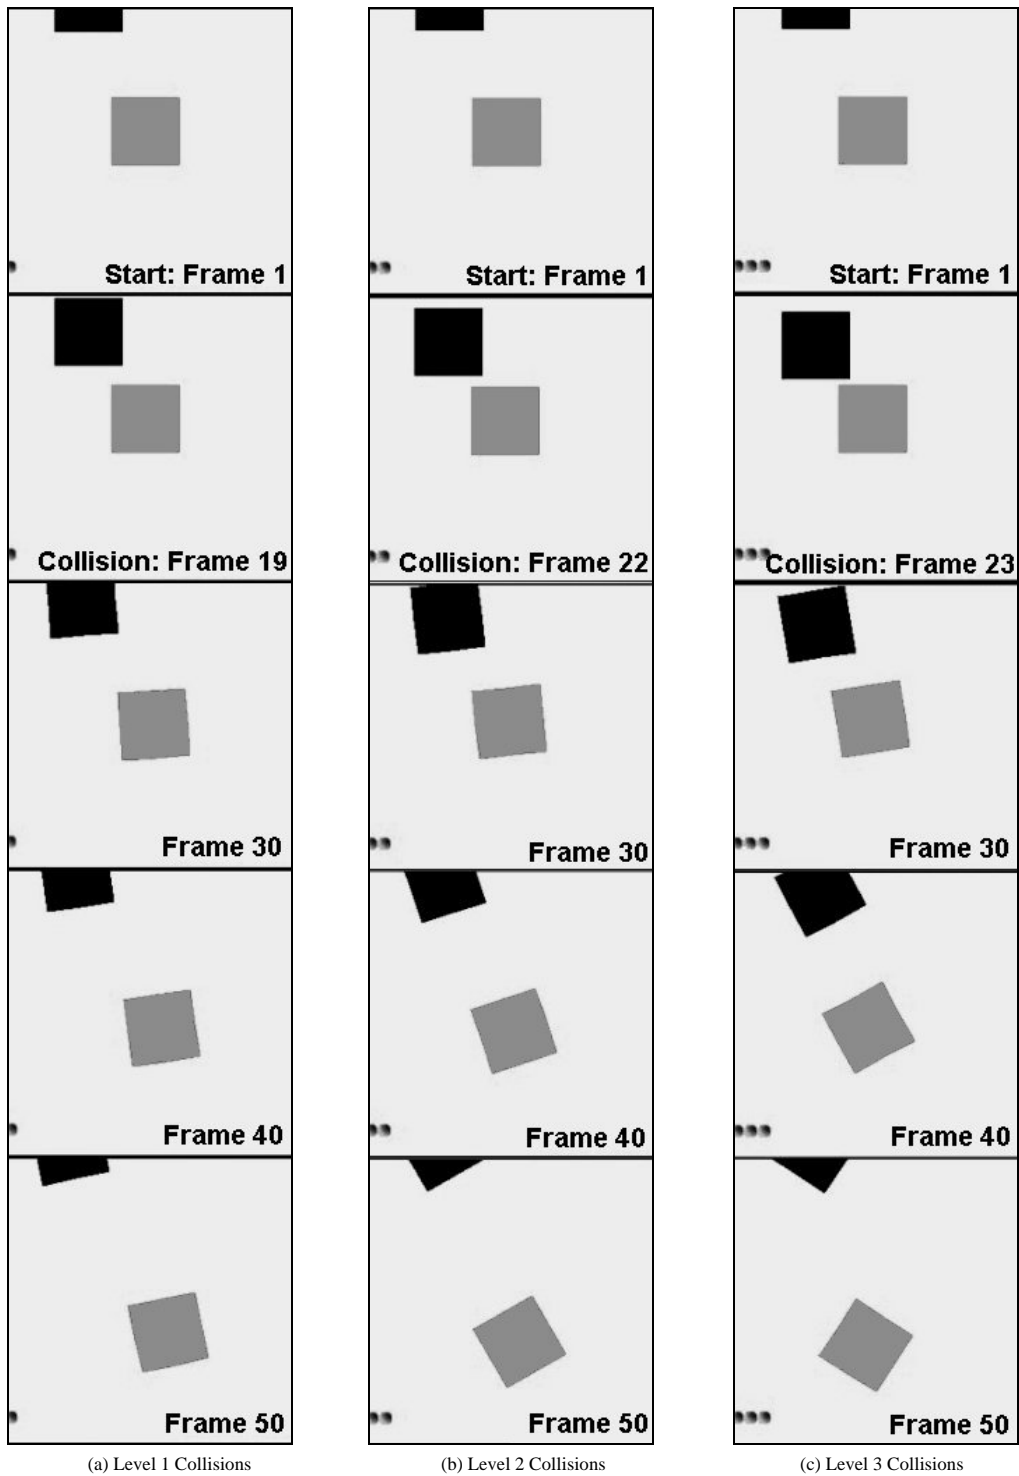 Start: Frame 1
Start: Frame 1
Start: Frame 1
Collision: Frame 19
Collision: Frame 22
Collision: Frame 23
Frame 30
Frame 30
Frame 30
Frame 40
Frame 40
Frame 40
Frame 50
Frame 50
Frame 50
(a) Level 1 Collisions
(b) Level 2 Collisions
(c) Level 3 Collisions